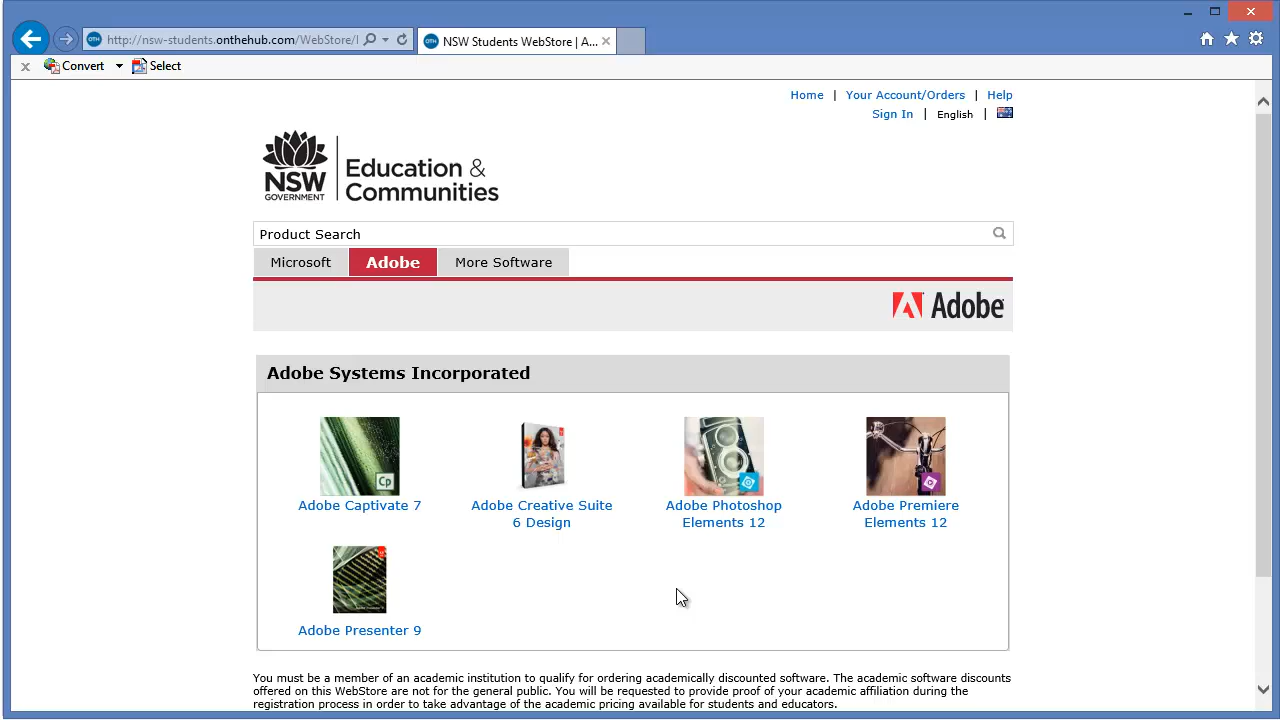 http://nsw-students.onthehub.com/WebStore/
NSW Students WebStore | A...
Convert
Select
Home | Your Account/Orders | Help
Sign In | English |
NSW
GOVERNMENT
Education &
Communities
Product Search
Microsoft
Adobe
More Software
Adobe
Adobe Systems Incorporated
Cp
Adobe Captivate 7
Adobe Creative Suite
6 Design
Adobe Photoshop
Elements 12
Adobe Premiere
Elements 12
Adobe Presenter 9
You must be a member of an academic institution to qualify for ordering academically discounted software. The academic software discounts
offered on this WebStore are not for the general public. You will be requested to provide proof of your academic affiliation during the
registration process in order to take advantage of the academic pricing available for students and educators.